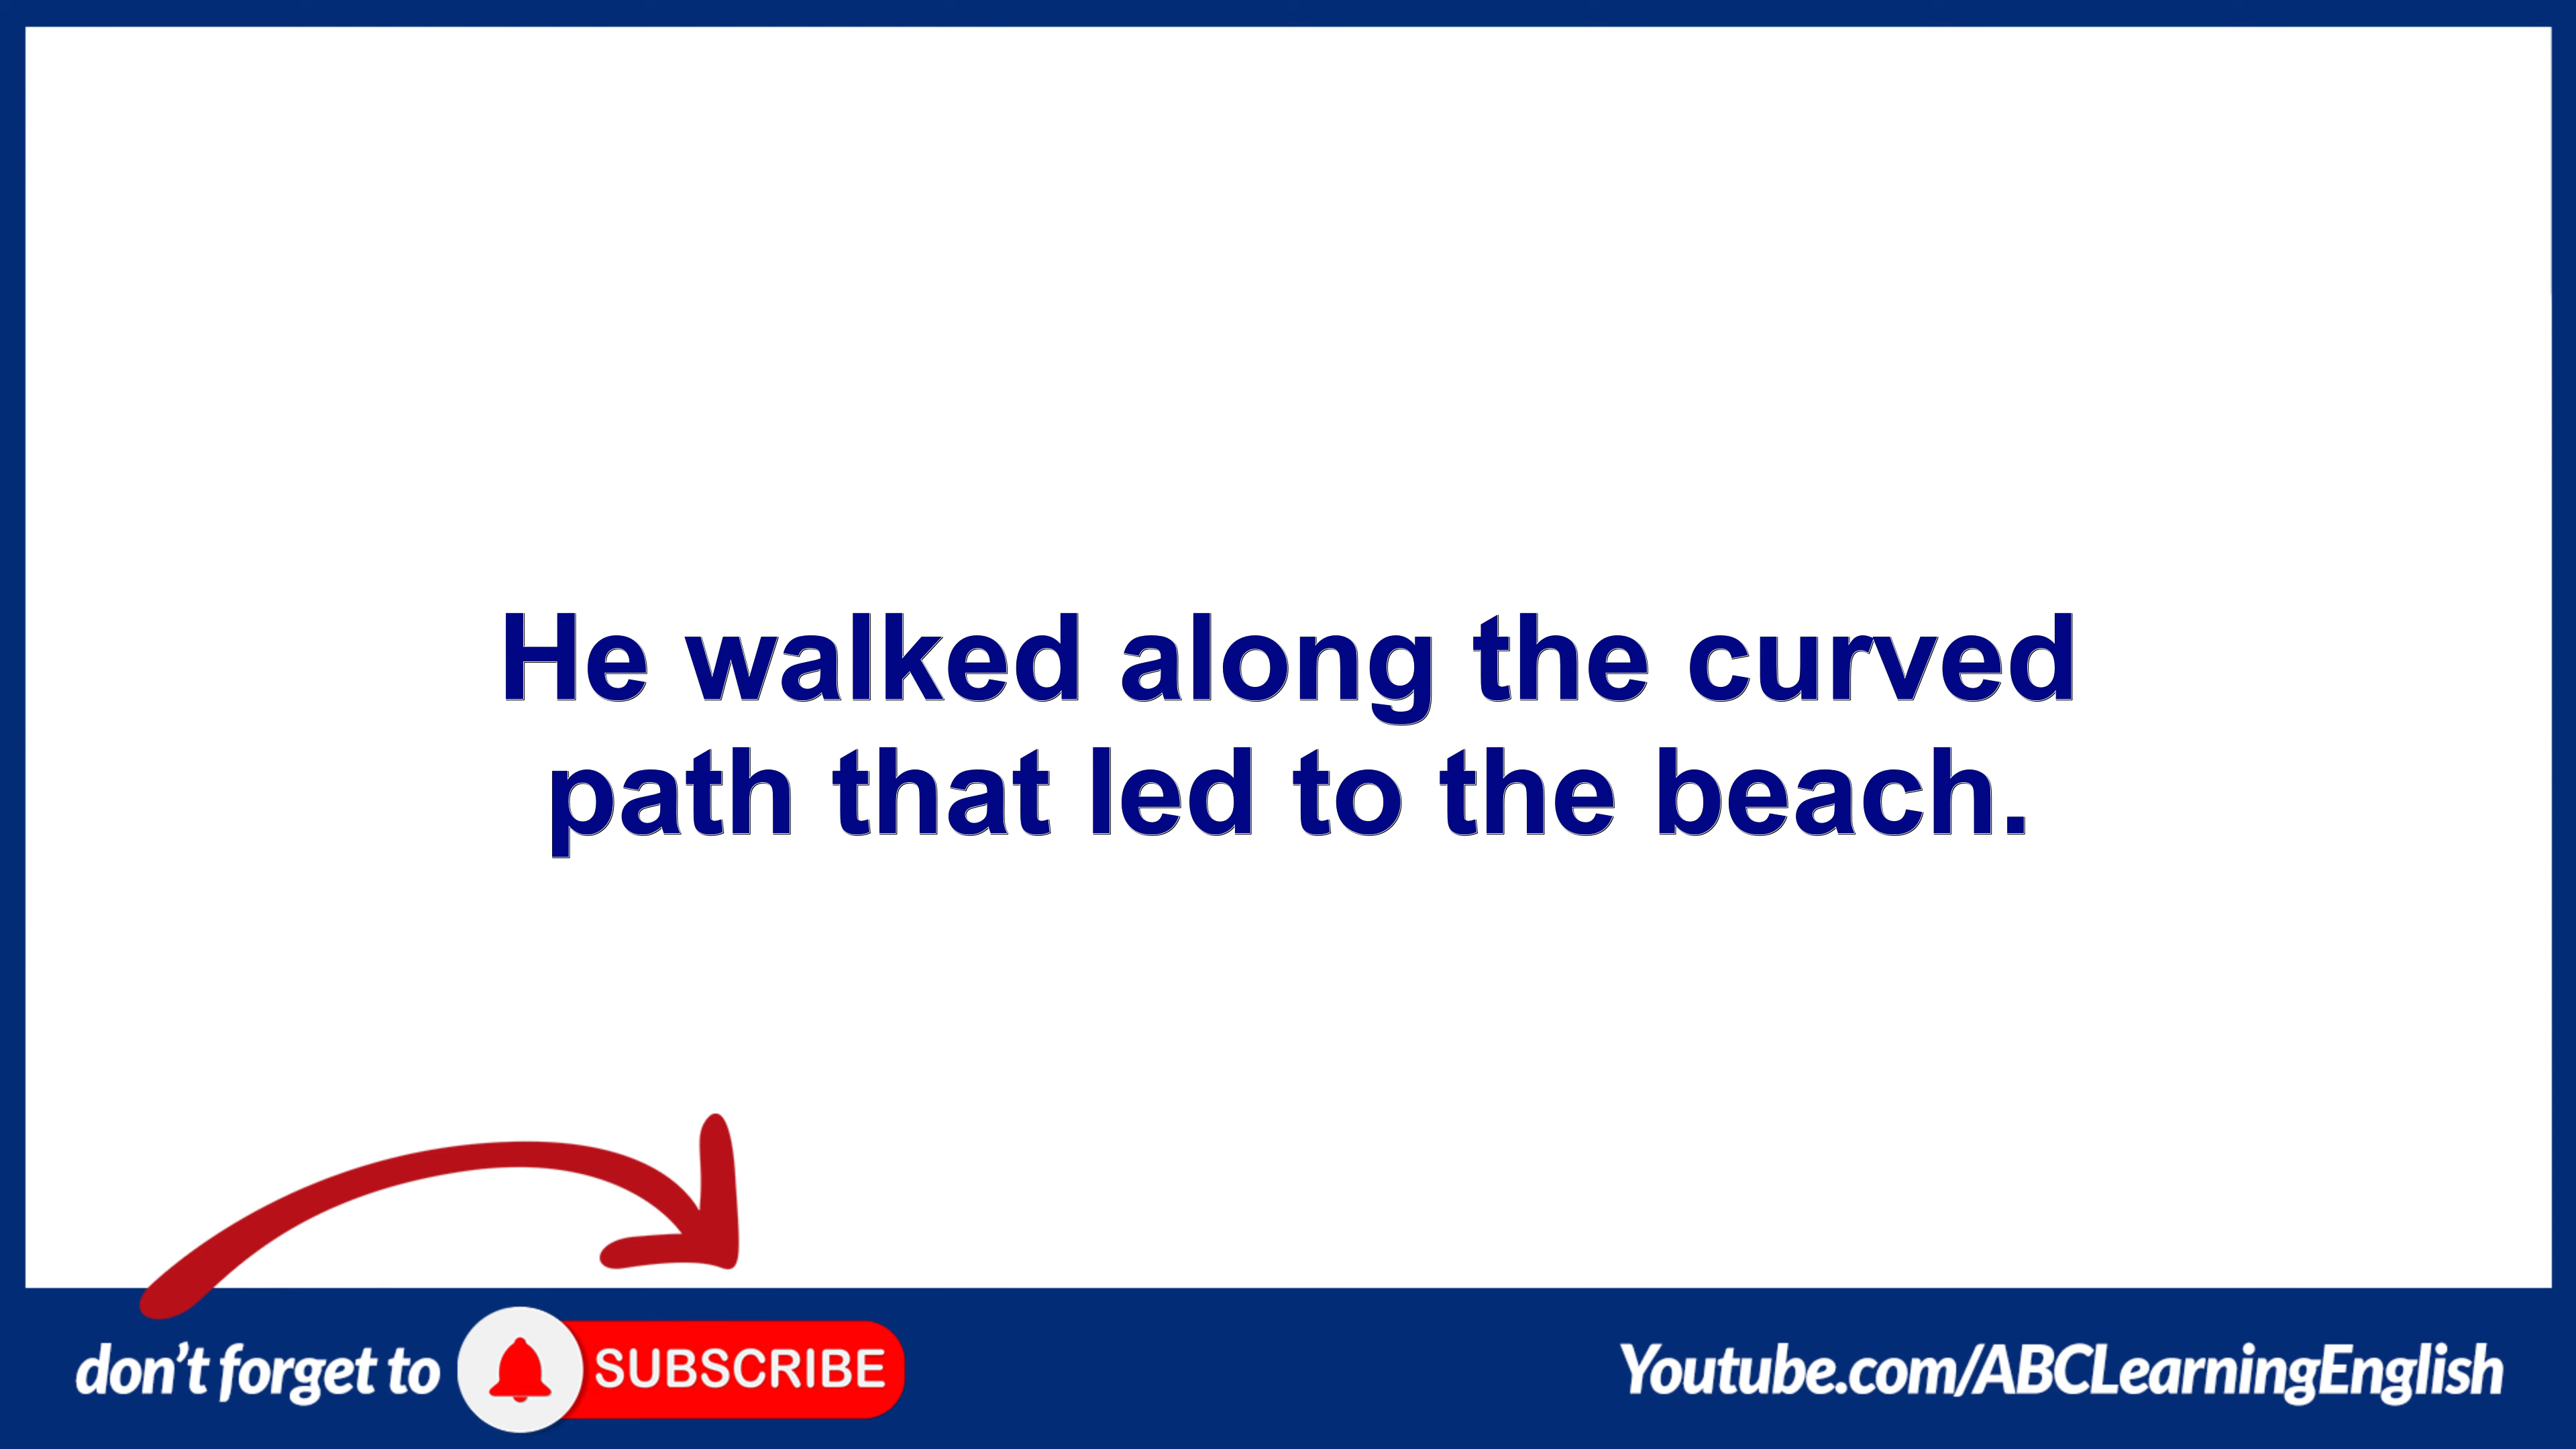 He walked along the curved
path that led to the beach.
don't forget to SUBSCRIBE Youtube.com/ABCLearningEnglish